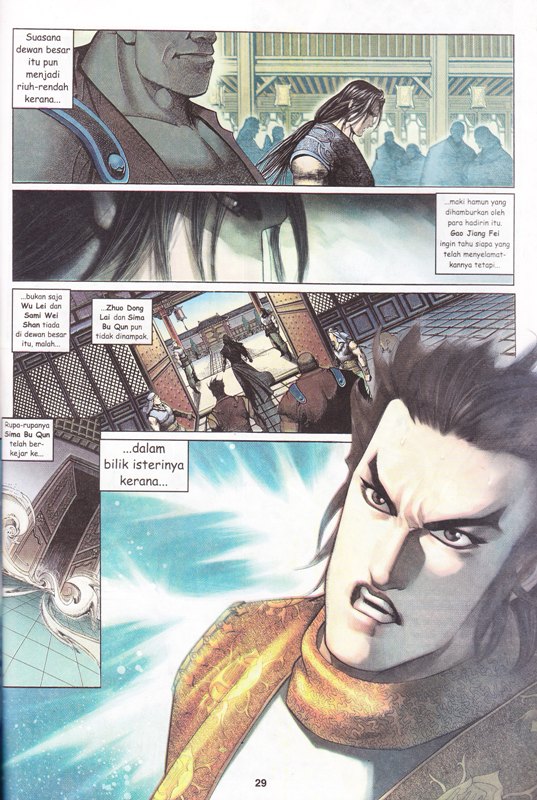 Suasana
dewan besar
itu pun
menjadi
riuh-rendah
kerana...
...maki hamun yang
dihamburkan oleh
para hadirin itu.
Gao Jiang Fei
ingin tahu siapa yang
telah menyelamat-
kannya tetapi...
...bukan saja
Wu Lei dan
Sami Wei
Shan tiada
di dewan besar
itu, malah...
...Zhuo Dong
Lai dan Sima
Bu Qun pun
tidak dinampak.
Rupa-rupanya
Sima Bu Qun
telah ber-
kejar ke...
...dalam
bilik isterinya
kerana...
29